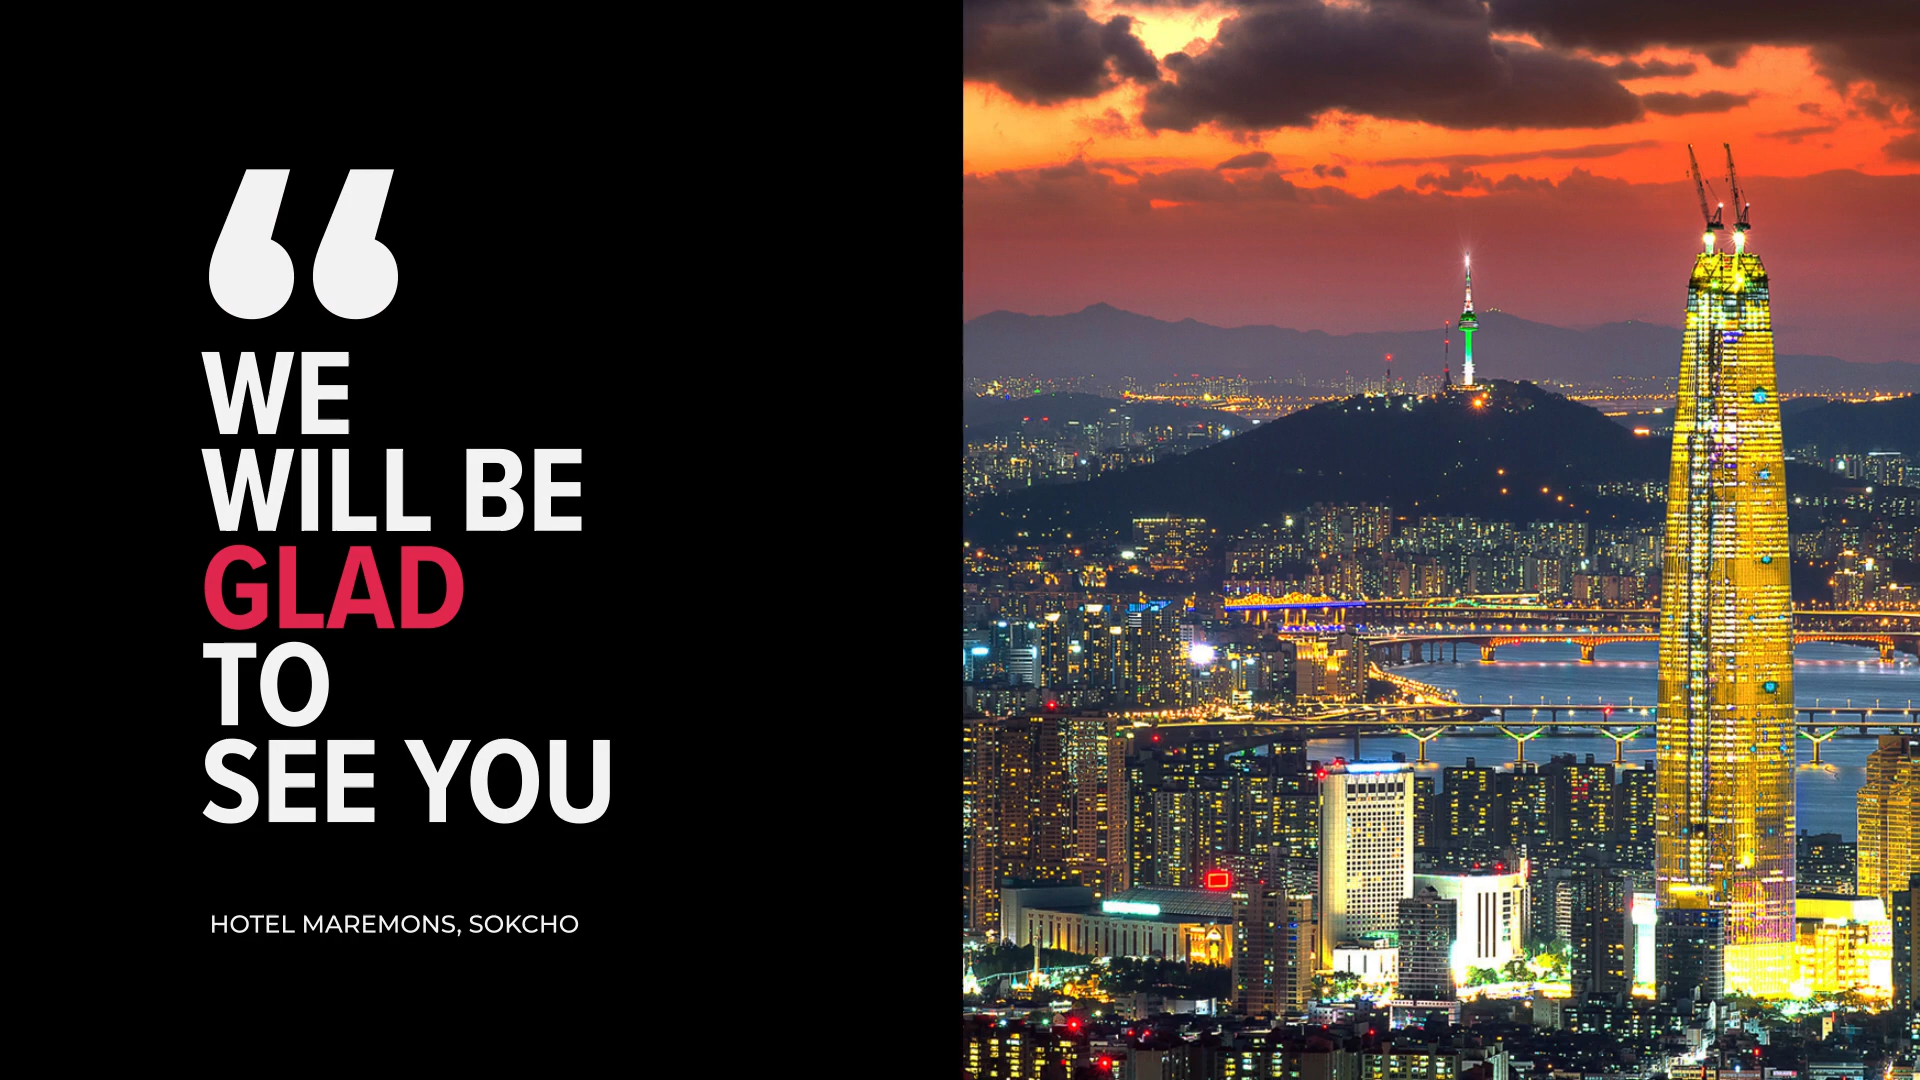 “
WE
WILL BE
GLAD
TO
SEE YOU
HOTEL MAREMONS, SOKCHO